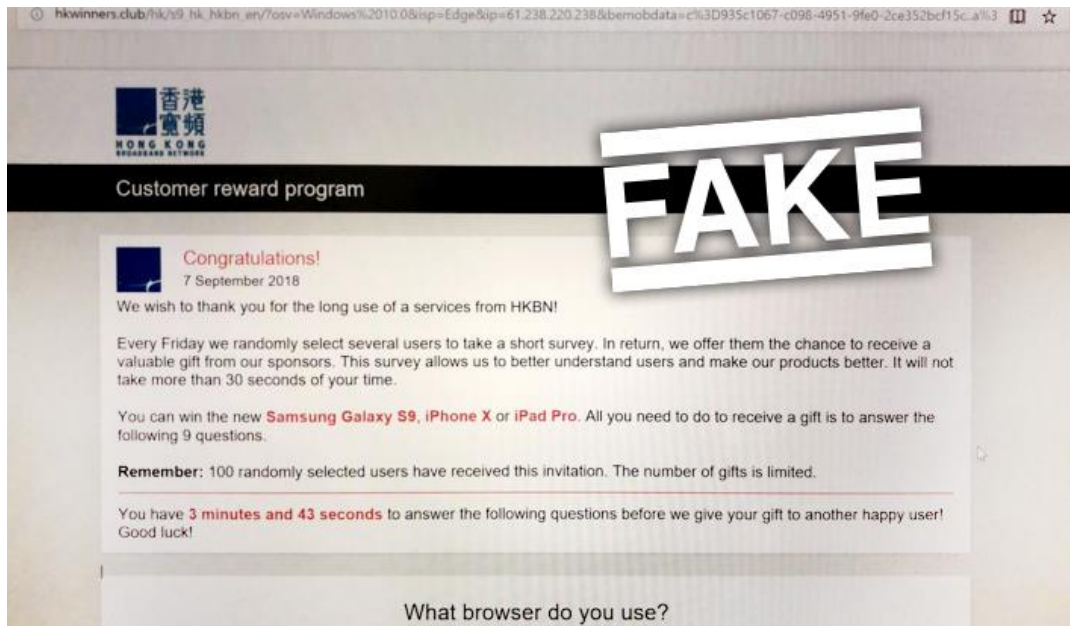 hkwinners.club/hk/s9_hk_hkbn_en/?osv=Windows%2010.0&isp=Edge&ip=61.238.220.238&bemobdata=c%3D935c1067-c098-4951-9fe0-2ce352bcf15c..a%3
香港
寬頻
HONG KONG
BROADBAND NETWORK
FAKE
Customer reward program
Congratulations!
7 September 2018
We wish to thank you for the long use of a services from HKBN!
Every Friday we randomly select several users to take a short survey. In return, we offer them the chance to receive a
valuable gift from our sponsors. This survey allows us to better understand users and make our products better. It will not
take more than 30 seconds of your time.
You can win the new Samsung Galaxy S9, iPhone X or iPad Pro. All you need to do to receive a gift is to answer the
following 9 questions.
Remember: 100 randomly selected users have received this invitation. The number of gifts is limited.
You have 3 minutes and 43 seconds to answer the following questions before we give your gift to another happy user!
Good luck!
What browser do you use?